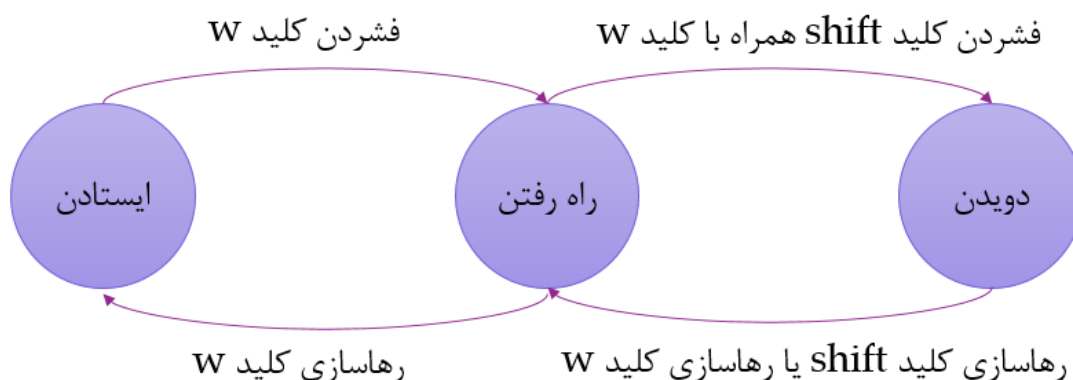 فشردن کلید w
فشردن کلید shift همراه با کلید w
ایستادن
راه رفتن
دویدن
رهاسازی کلید w
رهاسازی کلید shift یا رهاسازی کلید w